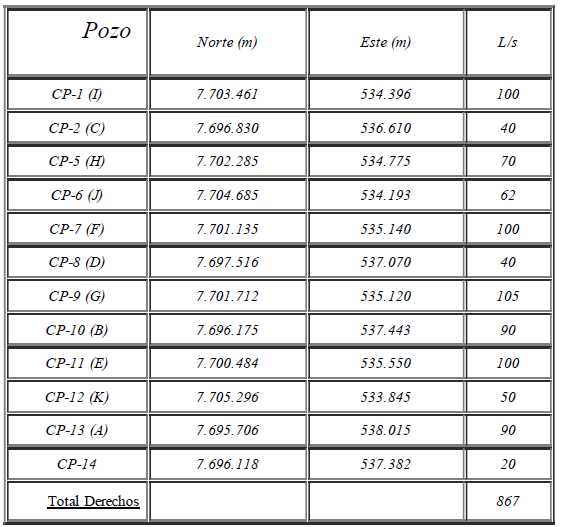 Pozo Norte (m) Este (m) L/s
CP-1 (I) 7.703.461 534.396 100
CP-2 (C) 7.696.830 536.610 40
CP-5 (H) 7.702.285 534.775 70
CP-6 (J) 7.704.685 534.193 62
CP-7 (F) 7.701.135 535.140 100
CP-8 (D) 7.697.516 537.070 40
CP-9 (G) 7.701.712 535.120 105
CP-10 (B) 7.696.175 537.443 90
CP-11 (E) 7.700.484 535.550 100
CP-12 (K) 7.705.296 533.845 50
CP-13 (A) 7.695.706 538.015 90
CP-14 7.696.118 537.382 20
Total Derechos 867